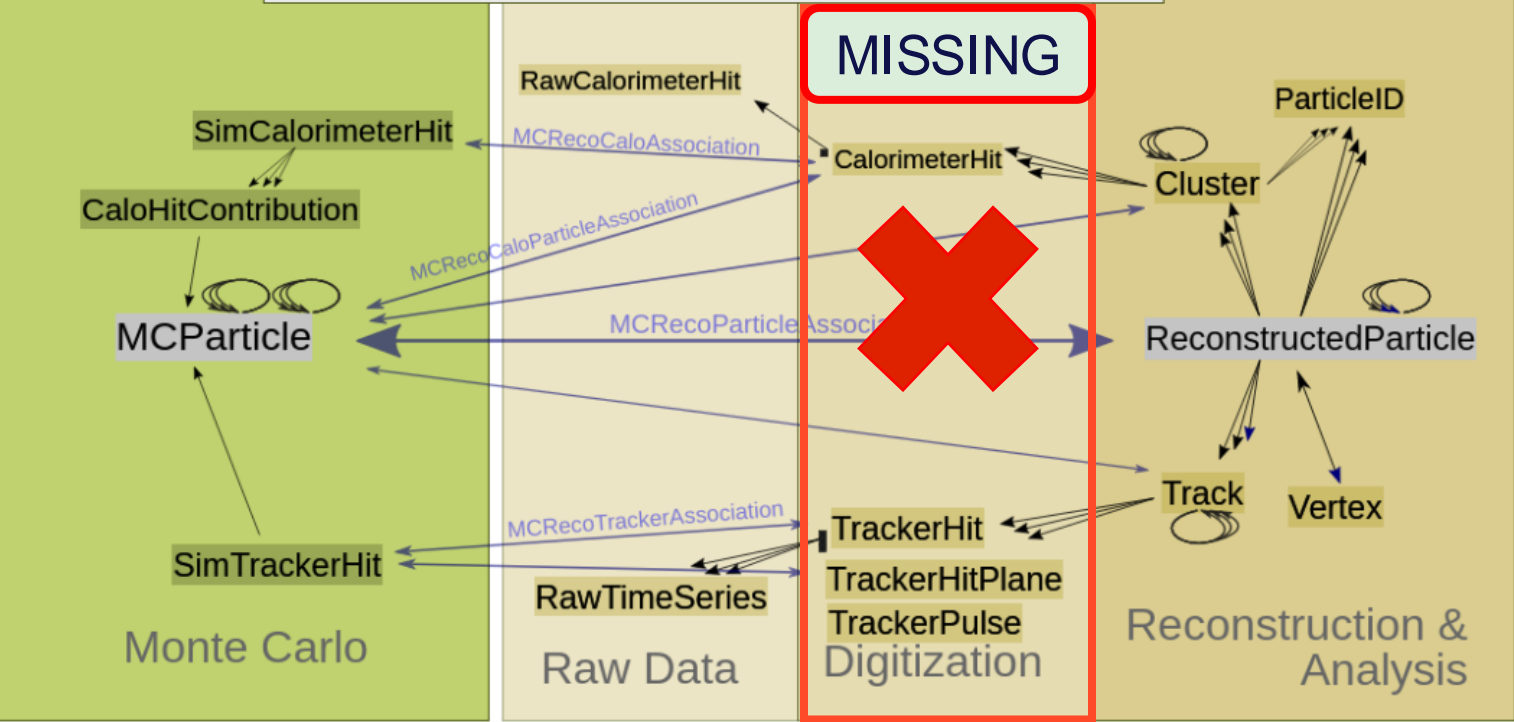 MISSING
RawCalorimeterHit
ParticleID
SimCalorimeterHit
MCRecoCaloAssociation
CalorimeterHit
Cluster
CaloHitContribution
MCRecoCaloParticleAssociation
MCParticle
MCRecoParticleAssocia
ReconstructedParticle
Track
Vertex
MCRecoTrackerAssociation
TrackerHit
SimTrackerHit
TrackerHitPlane
RawTimeSeries
TrackerPulse
Monte Carlo
Raw Data
Digitization
Reconstruction &
Analysis